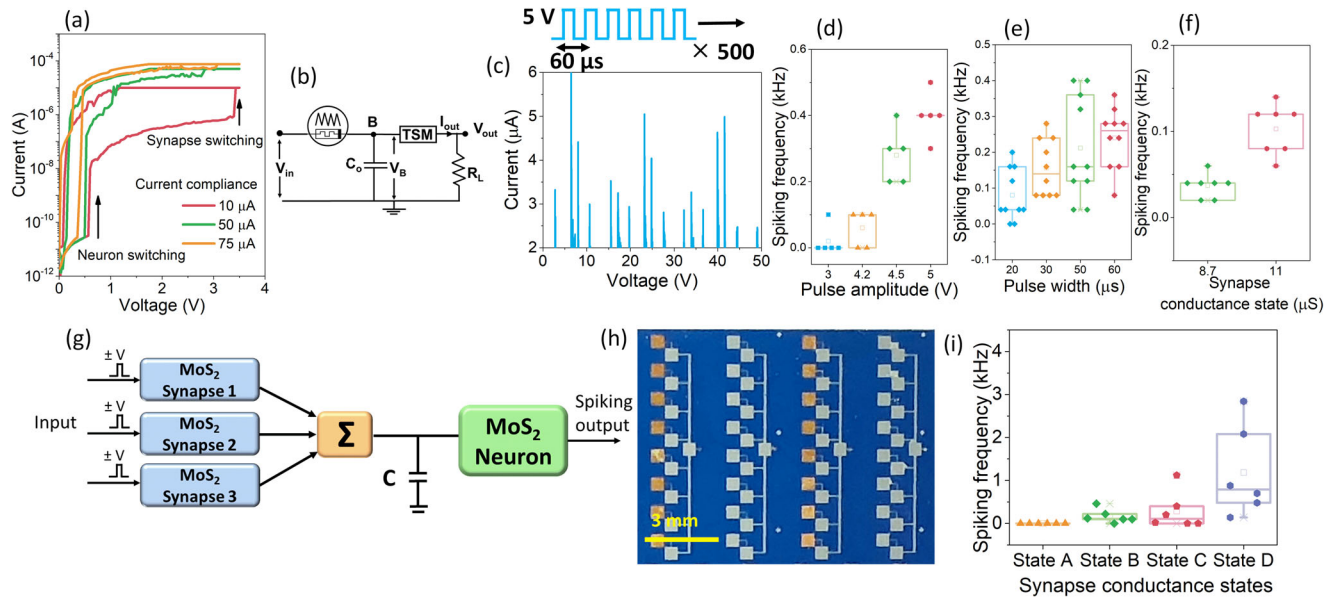 (a)
10⁻⁴
10⁻⁶
10⁻⁸
10⁻¹⁰
10⁻¹²
Current (A)
Synapse switching
Current compliance
10 μA
50 μA
75 μA
Neuron switching
0 1 2 3 4
Voltage (V)
(b)
B
TSM
I_out
V_out
V_in
C_o
V_B
R_L
5 V
× 500
60 μs
(c)
6
5
4
3
2
Current (μA)
0 10 20 30 40 50
Voltage (V)
(d)
0.6
0.4
0.2
0.0
Spiking frequency (kHz)
3 4.2 4.5 5
Pulse amplitude (V)
(e)
0.5
0.4
0.3
0.2
0.1
0.0
-0.1
Spiking frequency (kHz)
20 30 50 60
Pulse width (μs)
(f)
0.2
0.1
0.0
Spiking frequency (kHz)
8.7 11
Synapse
conductance state (μS)
(g)
± V
MoS₂
Synapse 1
Input
± V
MoS₂
Synapse 2
± V
MoS₂
Synapse 3
Σ
C
MoS₂
Neuron
Spiking
output
(h)
3 mm
(i)
4
3
2
1
0
Spiking frequency (kHz)
State A State B State C State D
Synapse conductance states